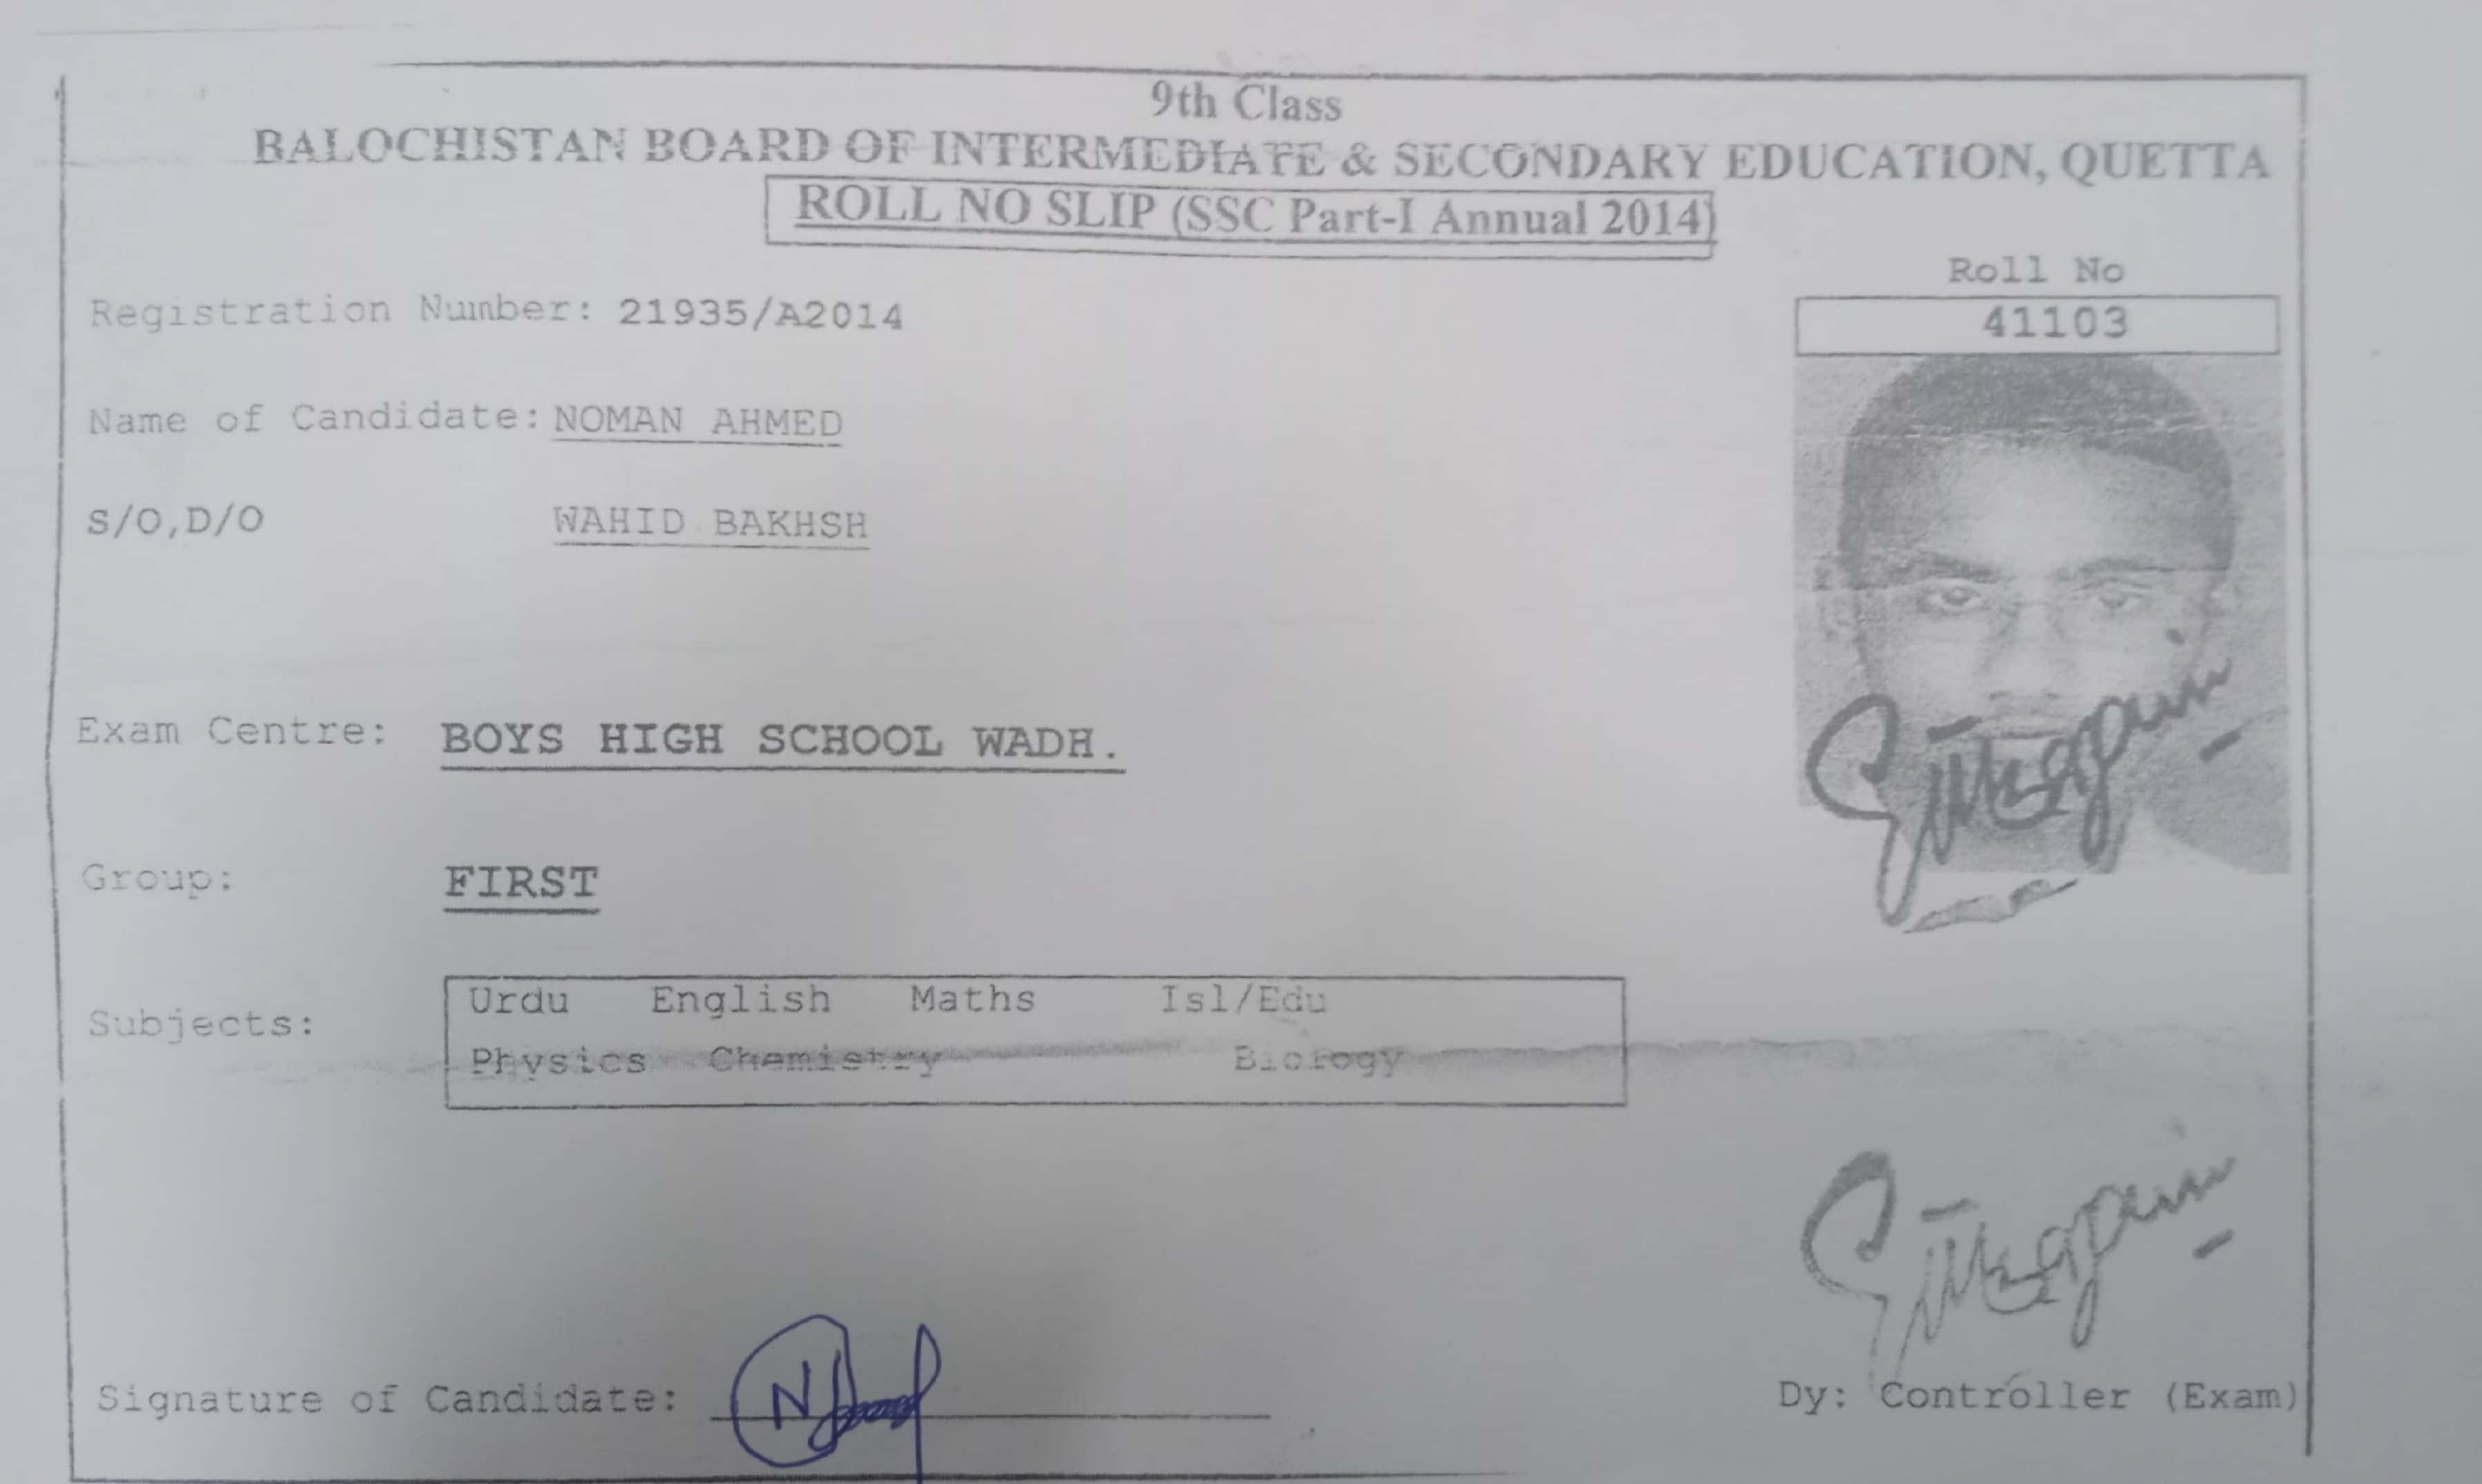 9th Class
BALOCHISTAN BOARD OF INTERMEDIATE & SECONDARY EDUCATION, QUETTA
ROLL NO SLIP (SSC Part-I Annual 2014)
Roll No
41103
Registration Number: 21935/A2014
Name of Candidate: NOMAN AHMED
S/O,D/O WAHID BAKHSH
Exam Centre: BOYS HIGH SCHOOL WADH.
Group: FIRST
Subjects: Urdu English Maths Isl/Edu
Physics Chemistry Biology
Signature of Candidate:
Dy: Controller (Exam)